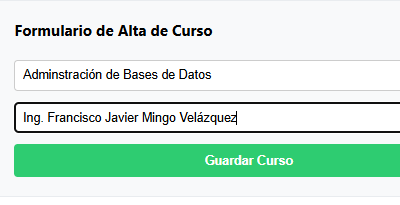 Formulario de Alta de Curso
Adminstración de Bases de Datos
Ing. Francisco Javier Mingo Velázquez
Guardar Curso